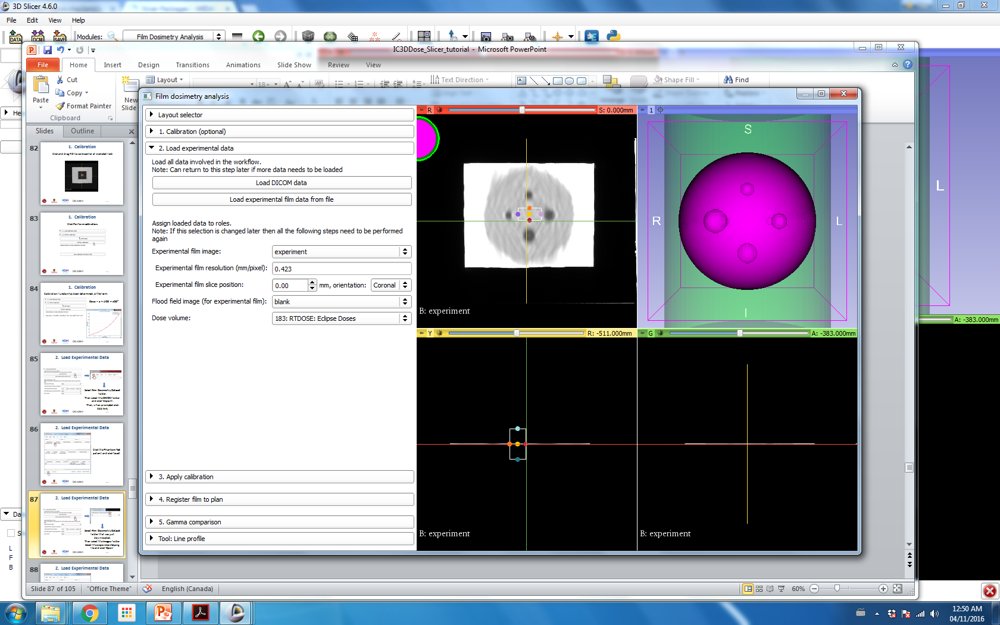 3D Slicer 4.6.0
File Edit View Help
DATA DCM SAVE Modules: Film Dosimetry Analysis
IC3DDose_Slicer_tutorial - Microsoft PowerPoint
File Home Insert Design Transitions Animations Slide Show Review View
Paste
Cut
Copy
Format Painter
Clipboard
New Slide
Layout
18
Text Direction
Shape Fill
Find
He
Slides Outline
82
1. Calibration
83
1. Calibration
84
1. Calibration
85
2. Load Experimental Data
86
2. Load Experimental Data
87
2. Load Experimental Data
88
2. Load Experimental Data
Da
S
L
F
B
Film dosimetry analysis
Layout selector
1. Calibration (optional)
2. Load experimental data
Load all data involved in the workflow.
Note: Can return to this step later if more data needs to be loaded
Load DICOM data
Load experimental film data from file
Assign loaded data to roles.
Note: If this selection is changed later then all the following steps need to be performed
again
Experimental film image: experiment
Experimental film resolution (mm/pixel): 0.423
Experimental film slice position: 0.00 mm, orientation: Coronal
Flood field image (for experimental film): blank
Dose volume: 183: RTDOSE: Eclipse Doses
3. Apply calibration
4. Register film to plan
5. Gamma comparison
Tool: Line profile
R S: 0.000mm
B: experiment
1
S
R L
I
Y R: -511.000mm
B: experiment
G A: -383.000mm
B: experiment
L
A: -383.000mm
Slide 87 of 105 "Office Theme" English (Canada) 60%
12:50 AM
04/11/2016